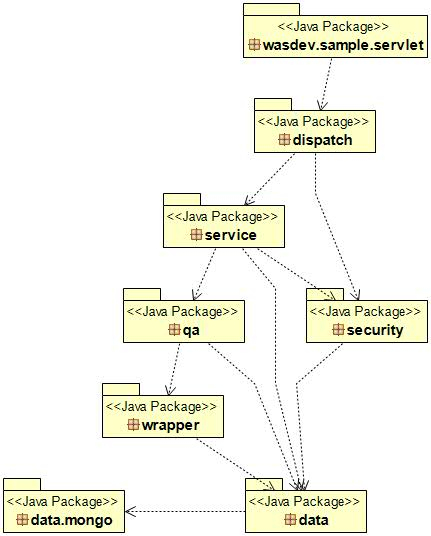 <<Java Package>>
wasdev.sample.servlet
<<Java Package>>
dispatch
<<Java Package>>
service
<<Java Package>>
qa
<<Java Package>>
security
<<Java Package>>
wrapper
<<Java Package>>
data.mongo
<<Java Package>>
data